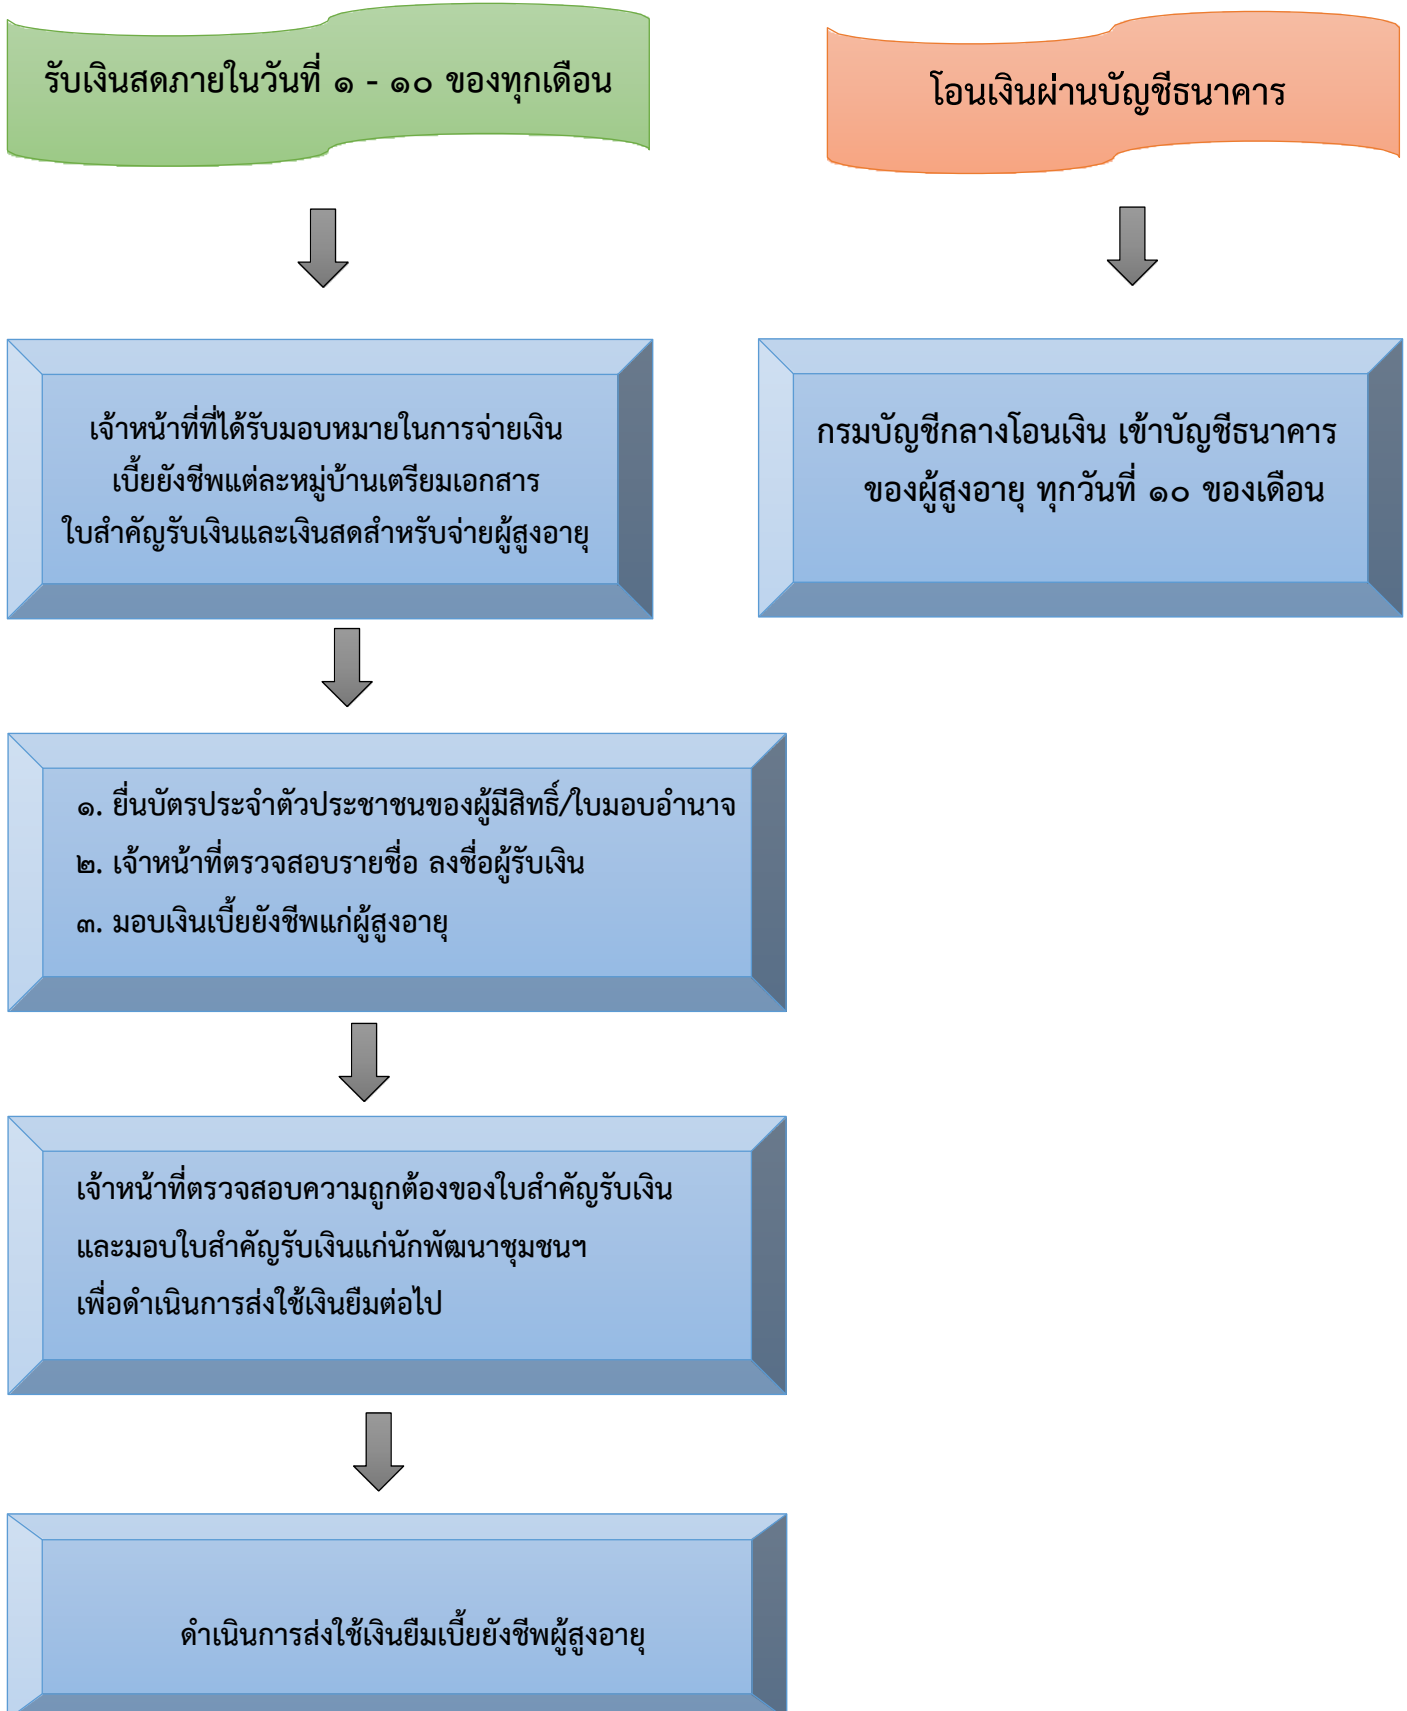 รับเงินสดภายในวันที่ ๑ - ๑๐ ของทุกเดือน
โอนเงินผ่านบัญชีธนาคาร
เจ้าหน้าที่ที่ได้รับมอบหมายในการจ่ายเงิน
เบี้ยยังชีพแต่ละหมู่บ้านเตรียมเอกสาร
ใบสำคัญรับเงินและเงินสดสำหรับจ่ายผู้สูงอายุ
กรมบัญชีกลางโอนเงิน เข้าบัญชีธนาคาร
ของผู้สูงอายุ ทุกวันที่ ๑๐ ของเดือน
๑. ยื่นบัตรประจำตัวประชาชนของผู้มีสิทธิ์/ใบมอบอำนาจ
๒. เจ้าหน้าที่ตรวจสอบรายชื่อ ลงชื่อผู้รับเงิน
๓. มอบเงินเบี้ยยังชีพแก่ผู้สูงอายุ
เจ้าหน้าที่ตรวจสอบความถูกต้องของใบสำคัญรับเงิน
และมอบใบสำคัญรับเงินแก่นักพัฒนาชุมชนฯ
เพื่อดำเนินการส่งใช้เงินยืมต่อไป
ดำเนินการส่งใช้เงินยืมเบี้ยยังชีพผู้สูงอายุ